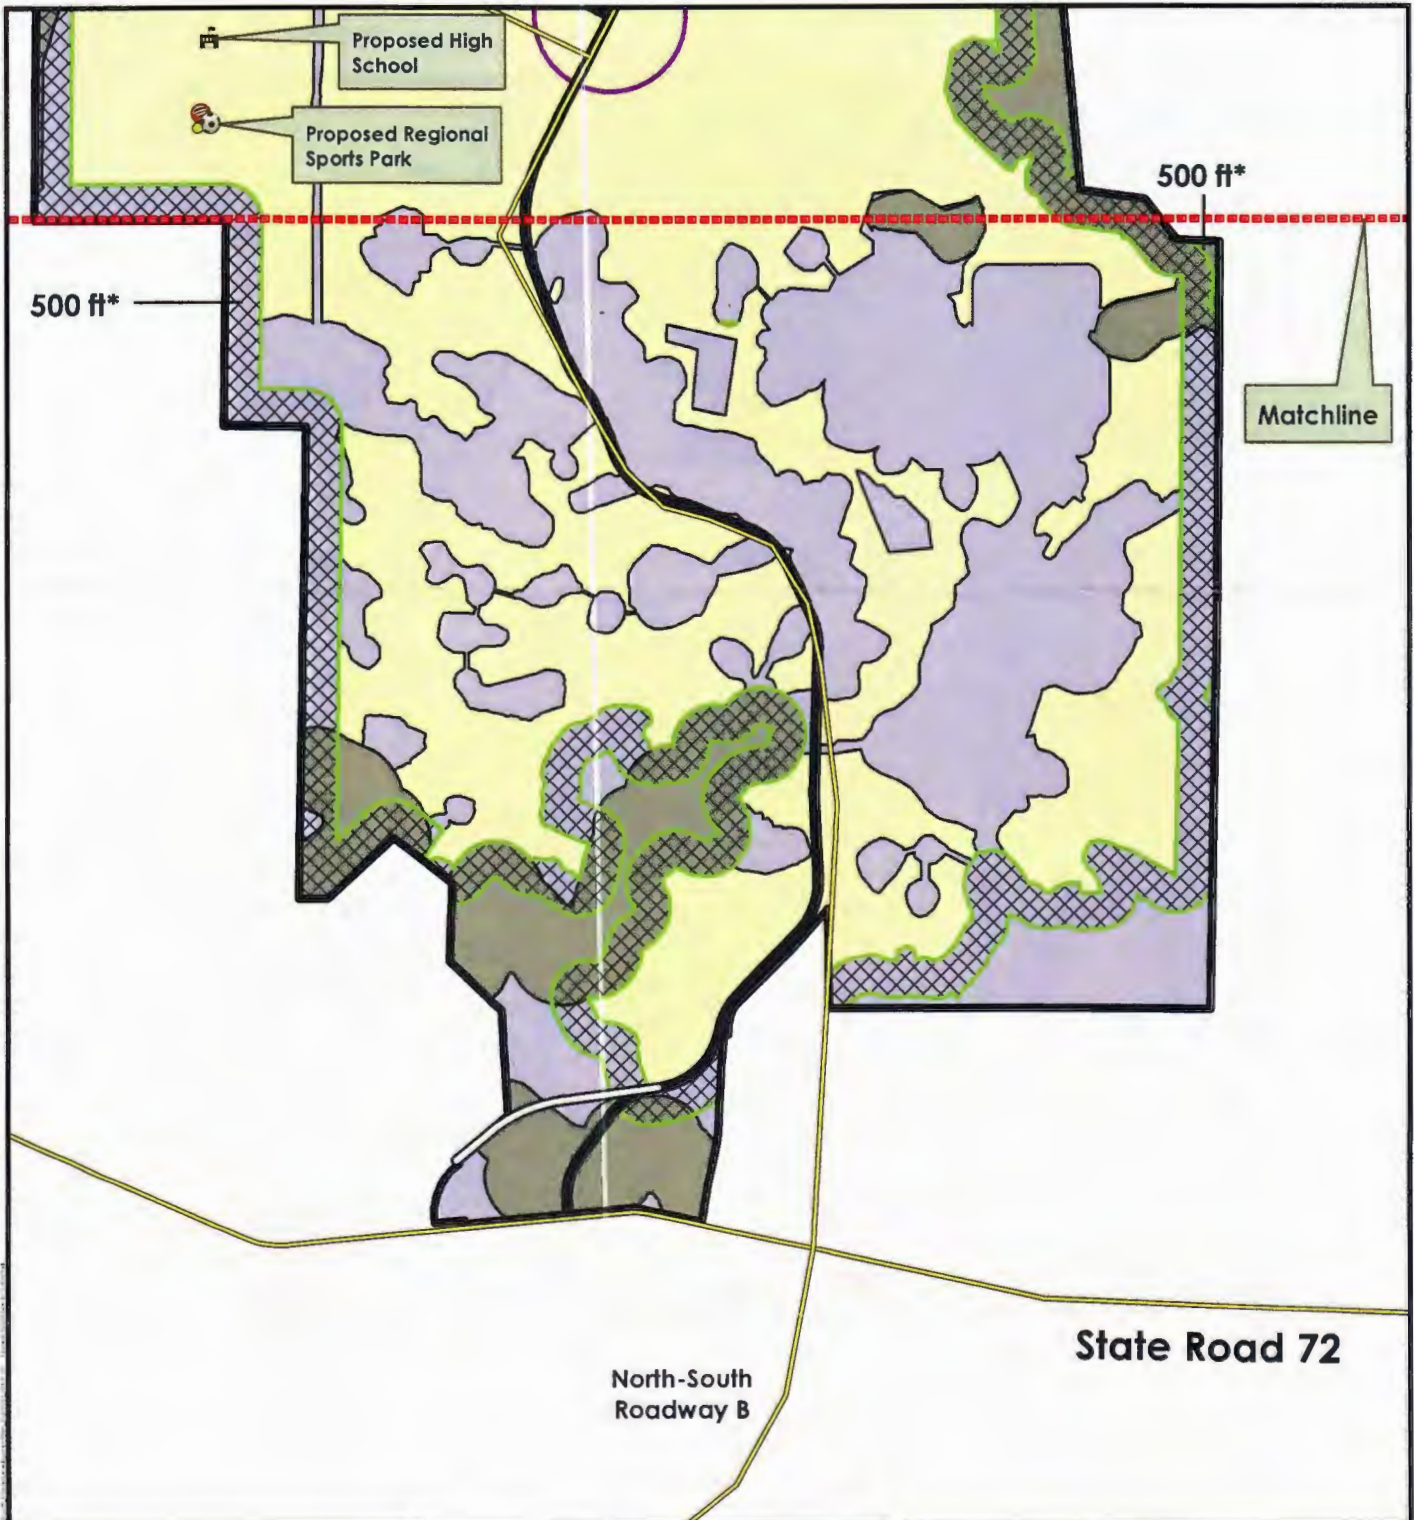 Proposed High
School
Proposed Regional
Sports Park
500 ft*
500 ft*
Matchline
State Road 72
North-South
Roadway B